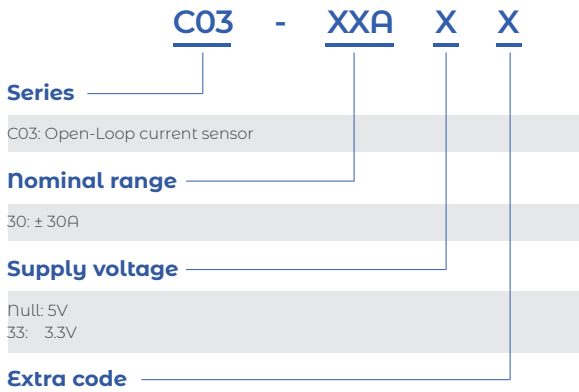 C03 - XXA X X
Series
C03: Open-Loop current sensor
Nominal range
30: ± 30A
Supply voltage
Null: 5V
33: 3.3V
Extra code